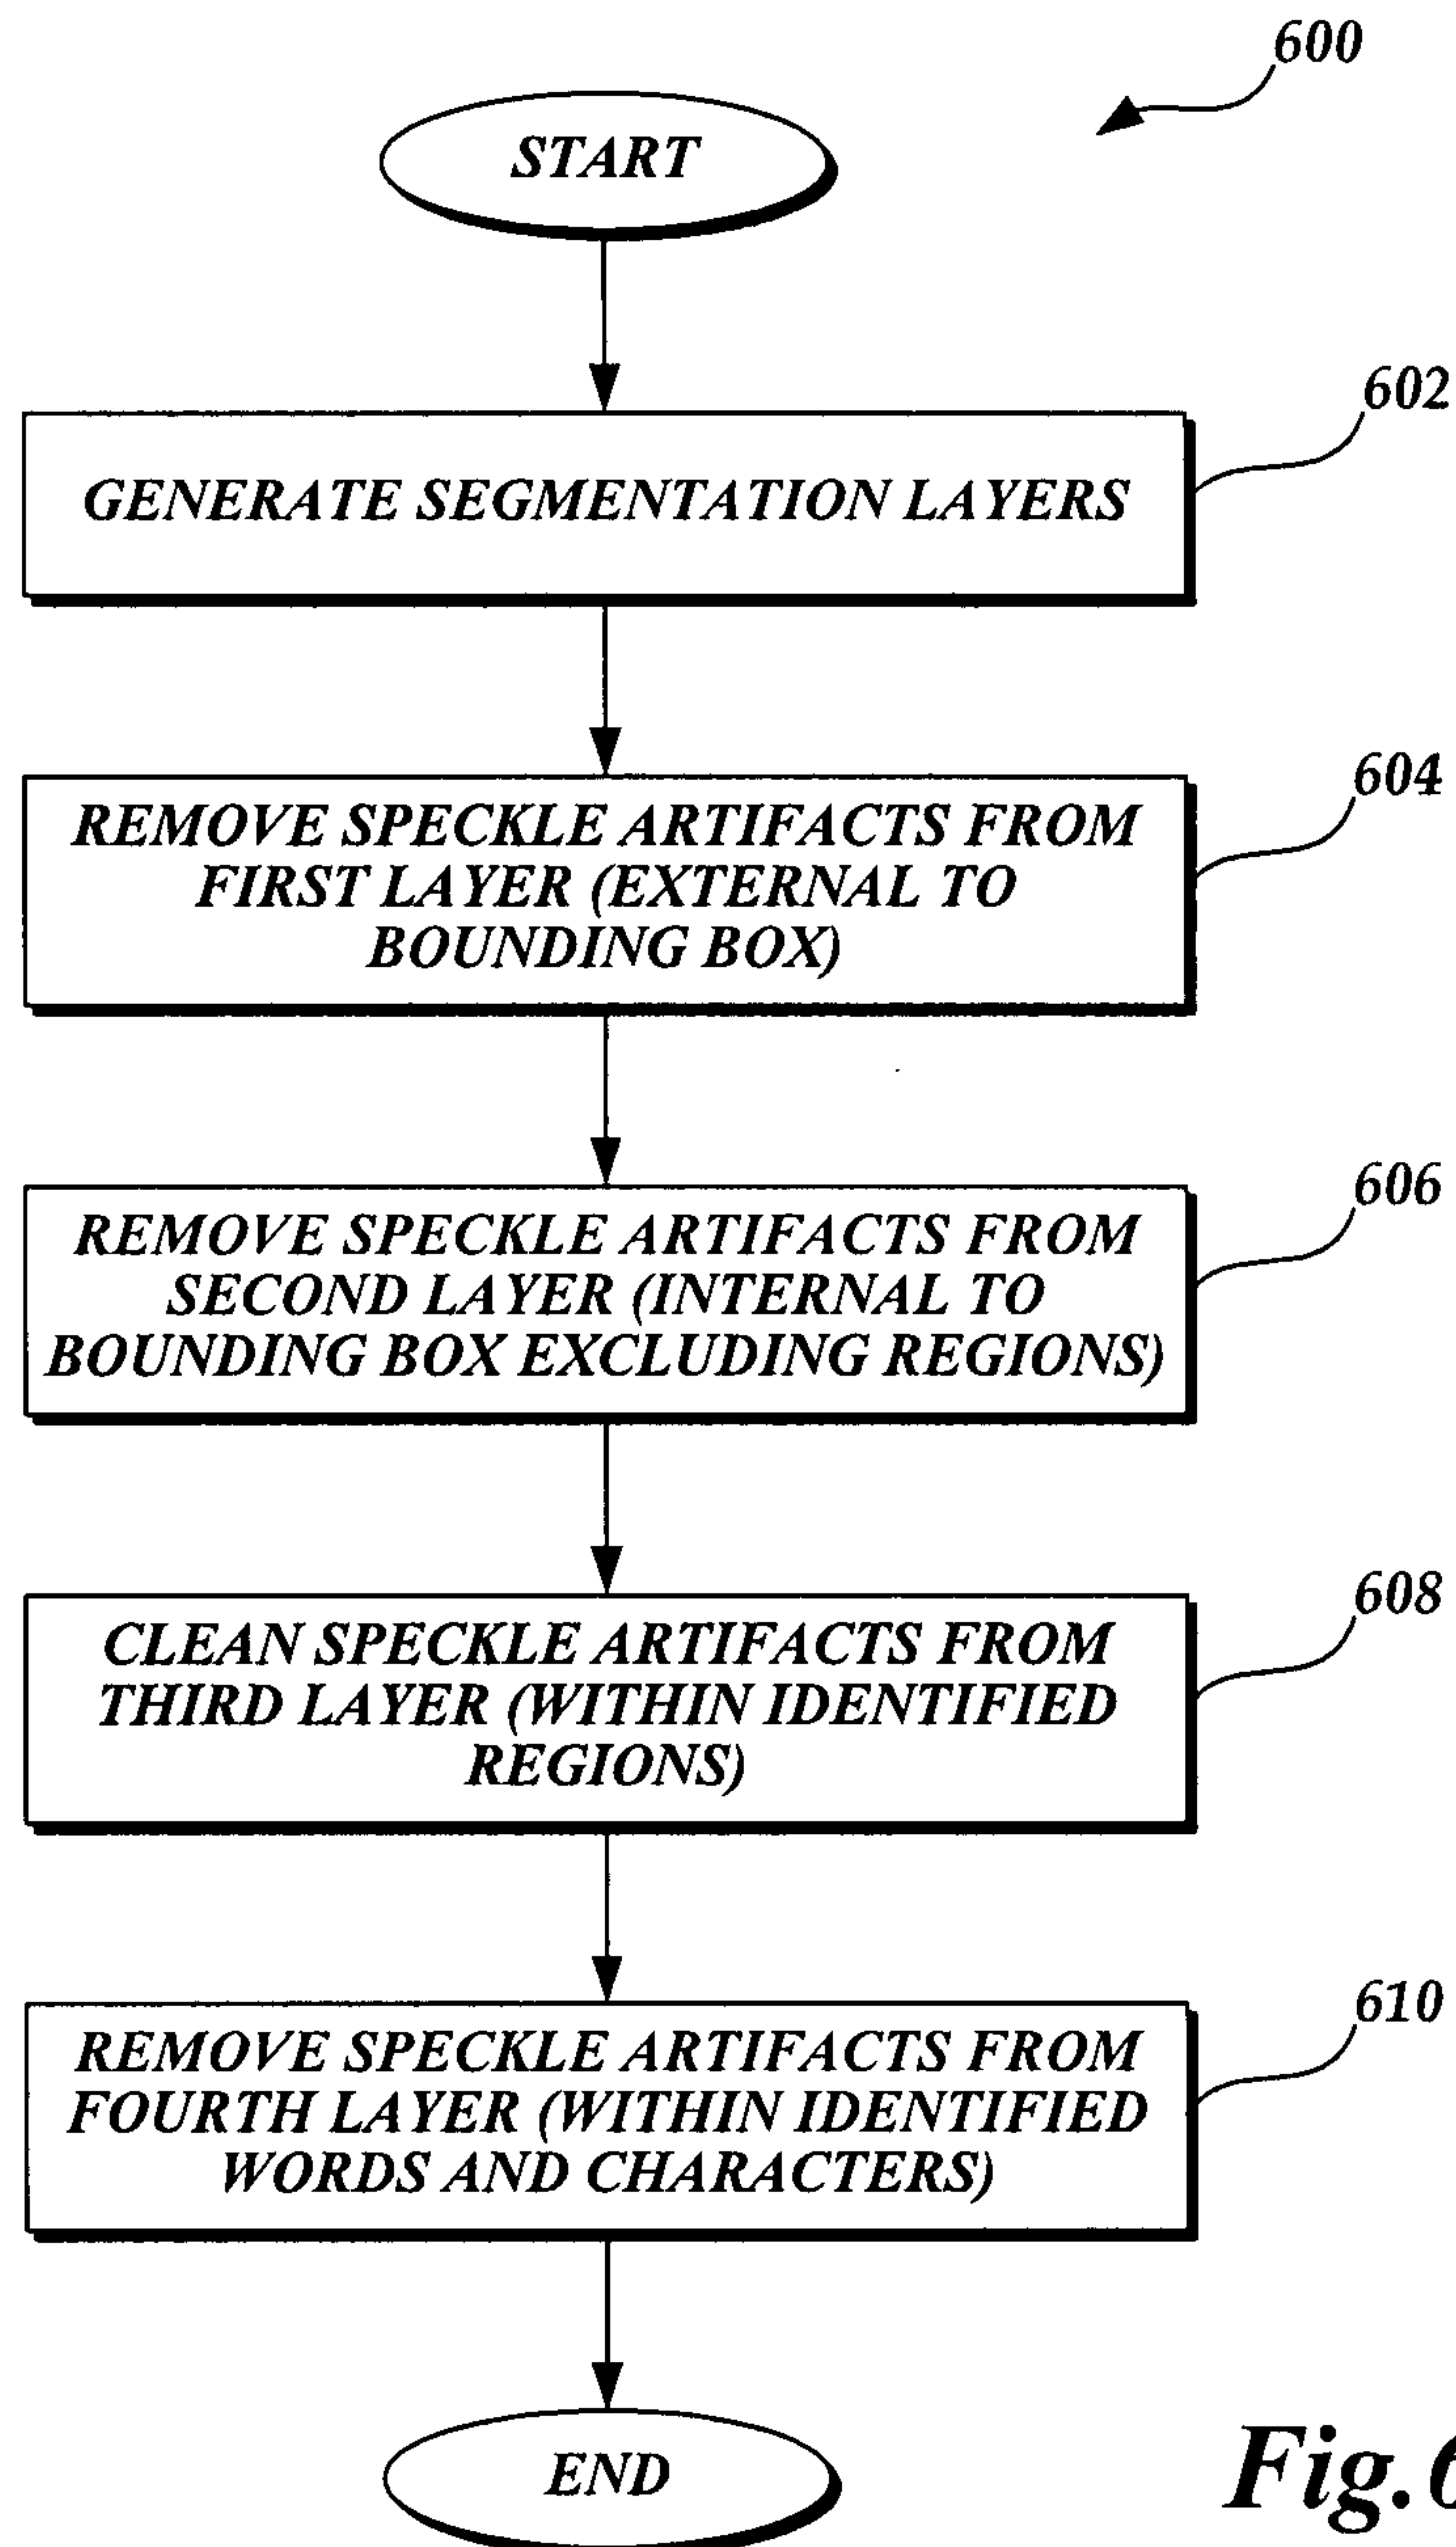 600
START
602
GENERATE SEGMENTATION LAYERS
604
REMOVE SPECKLE ARTIFACTS FROM
FIRST LAYER (EXTERNAL TO
BOUNDING BOX)
606
REMOVE SPECKLE ARTIFACTS FROM
SECOND LAYER (INTERNAL TO
BOUNDING BOX EXCLUDING REGIONS)
608
CLEAN SPECKLE ARTIFACTS FROM
THIRD LAYER (WITHIN IDENTIFIED
REGIONS)
610
REMOVE SPECKLE ARTIFACTS FROM
FOURTH LAYER (WITHIN IDENTIFIED
WORDS AND CHARACTERS)
END
Fig.6